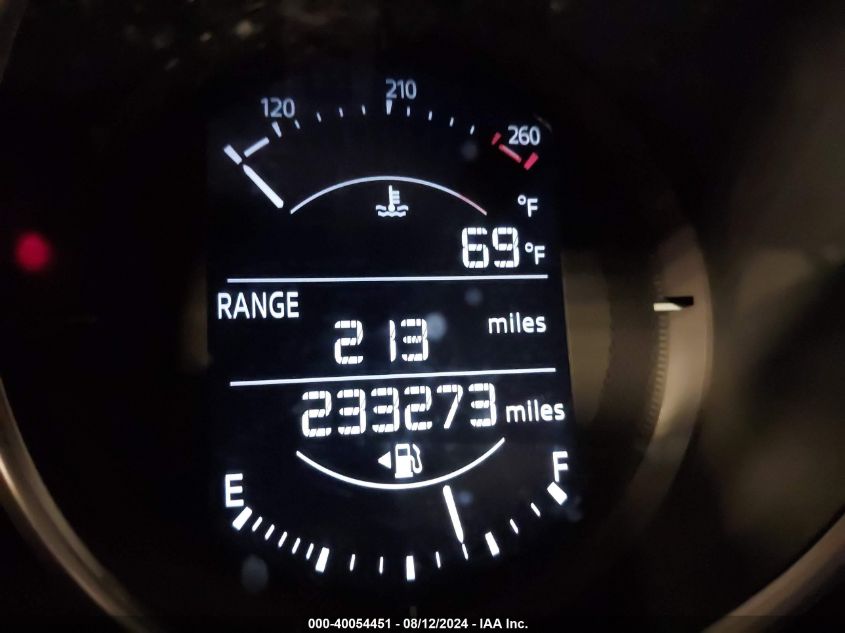 120 210 260
°F
69 °F
RANGE
213 miles
233273 miles
E F
000-40054451 - 08/12/2024 - IAA Inc.